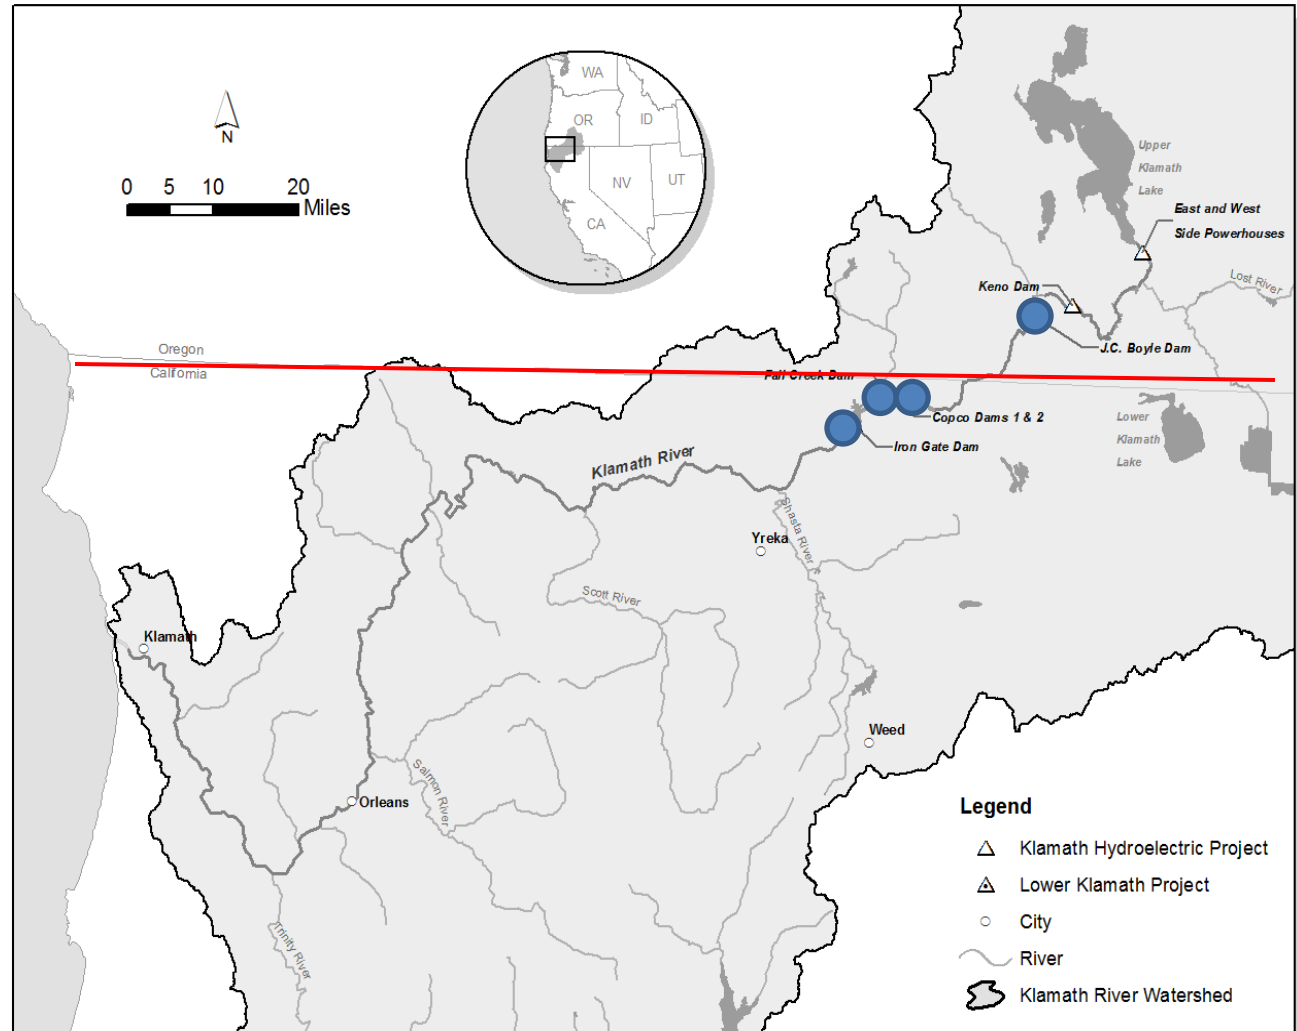 WA
OR
ID
NV
UT
CA
N
0 5 10 20
Miles
Upper
Klamath
Lake
East and West
Side Powerhouses
Lost River
Keno Dam
J.C. Boyle Dam
Oregon
California
Fall Creek Dam
Copco Dams 1 & 2
Iron Gate Dam
Lower
Klamath
Lake
Klamath River
Shasta River
Yreka
Scott River
Klamath
Weed
Orleans
Salmon River
Trinity River
Legend
Klamath Hydroelectric Project
Lower Klamath Project
City
River
Klamath River Watershed